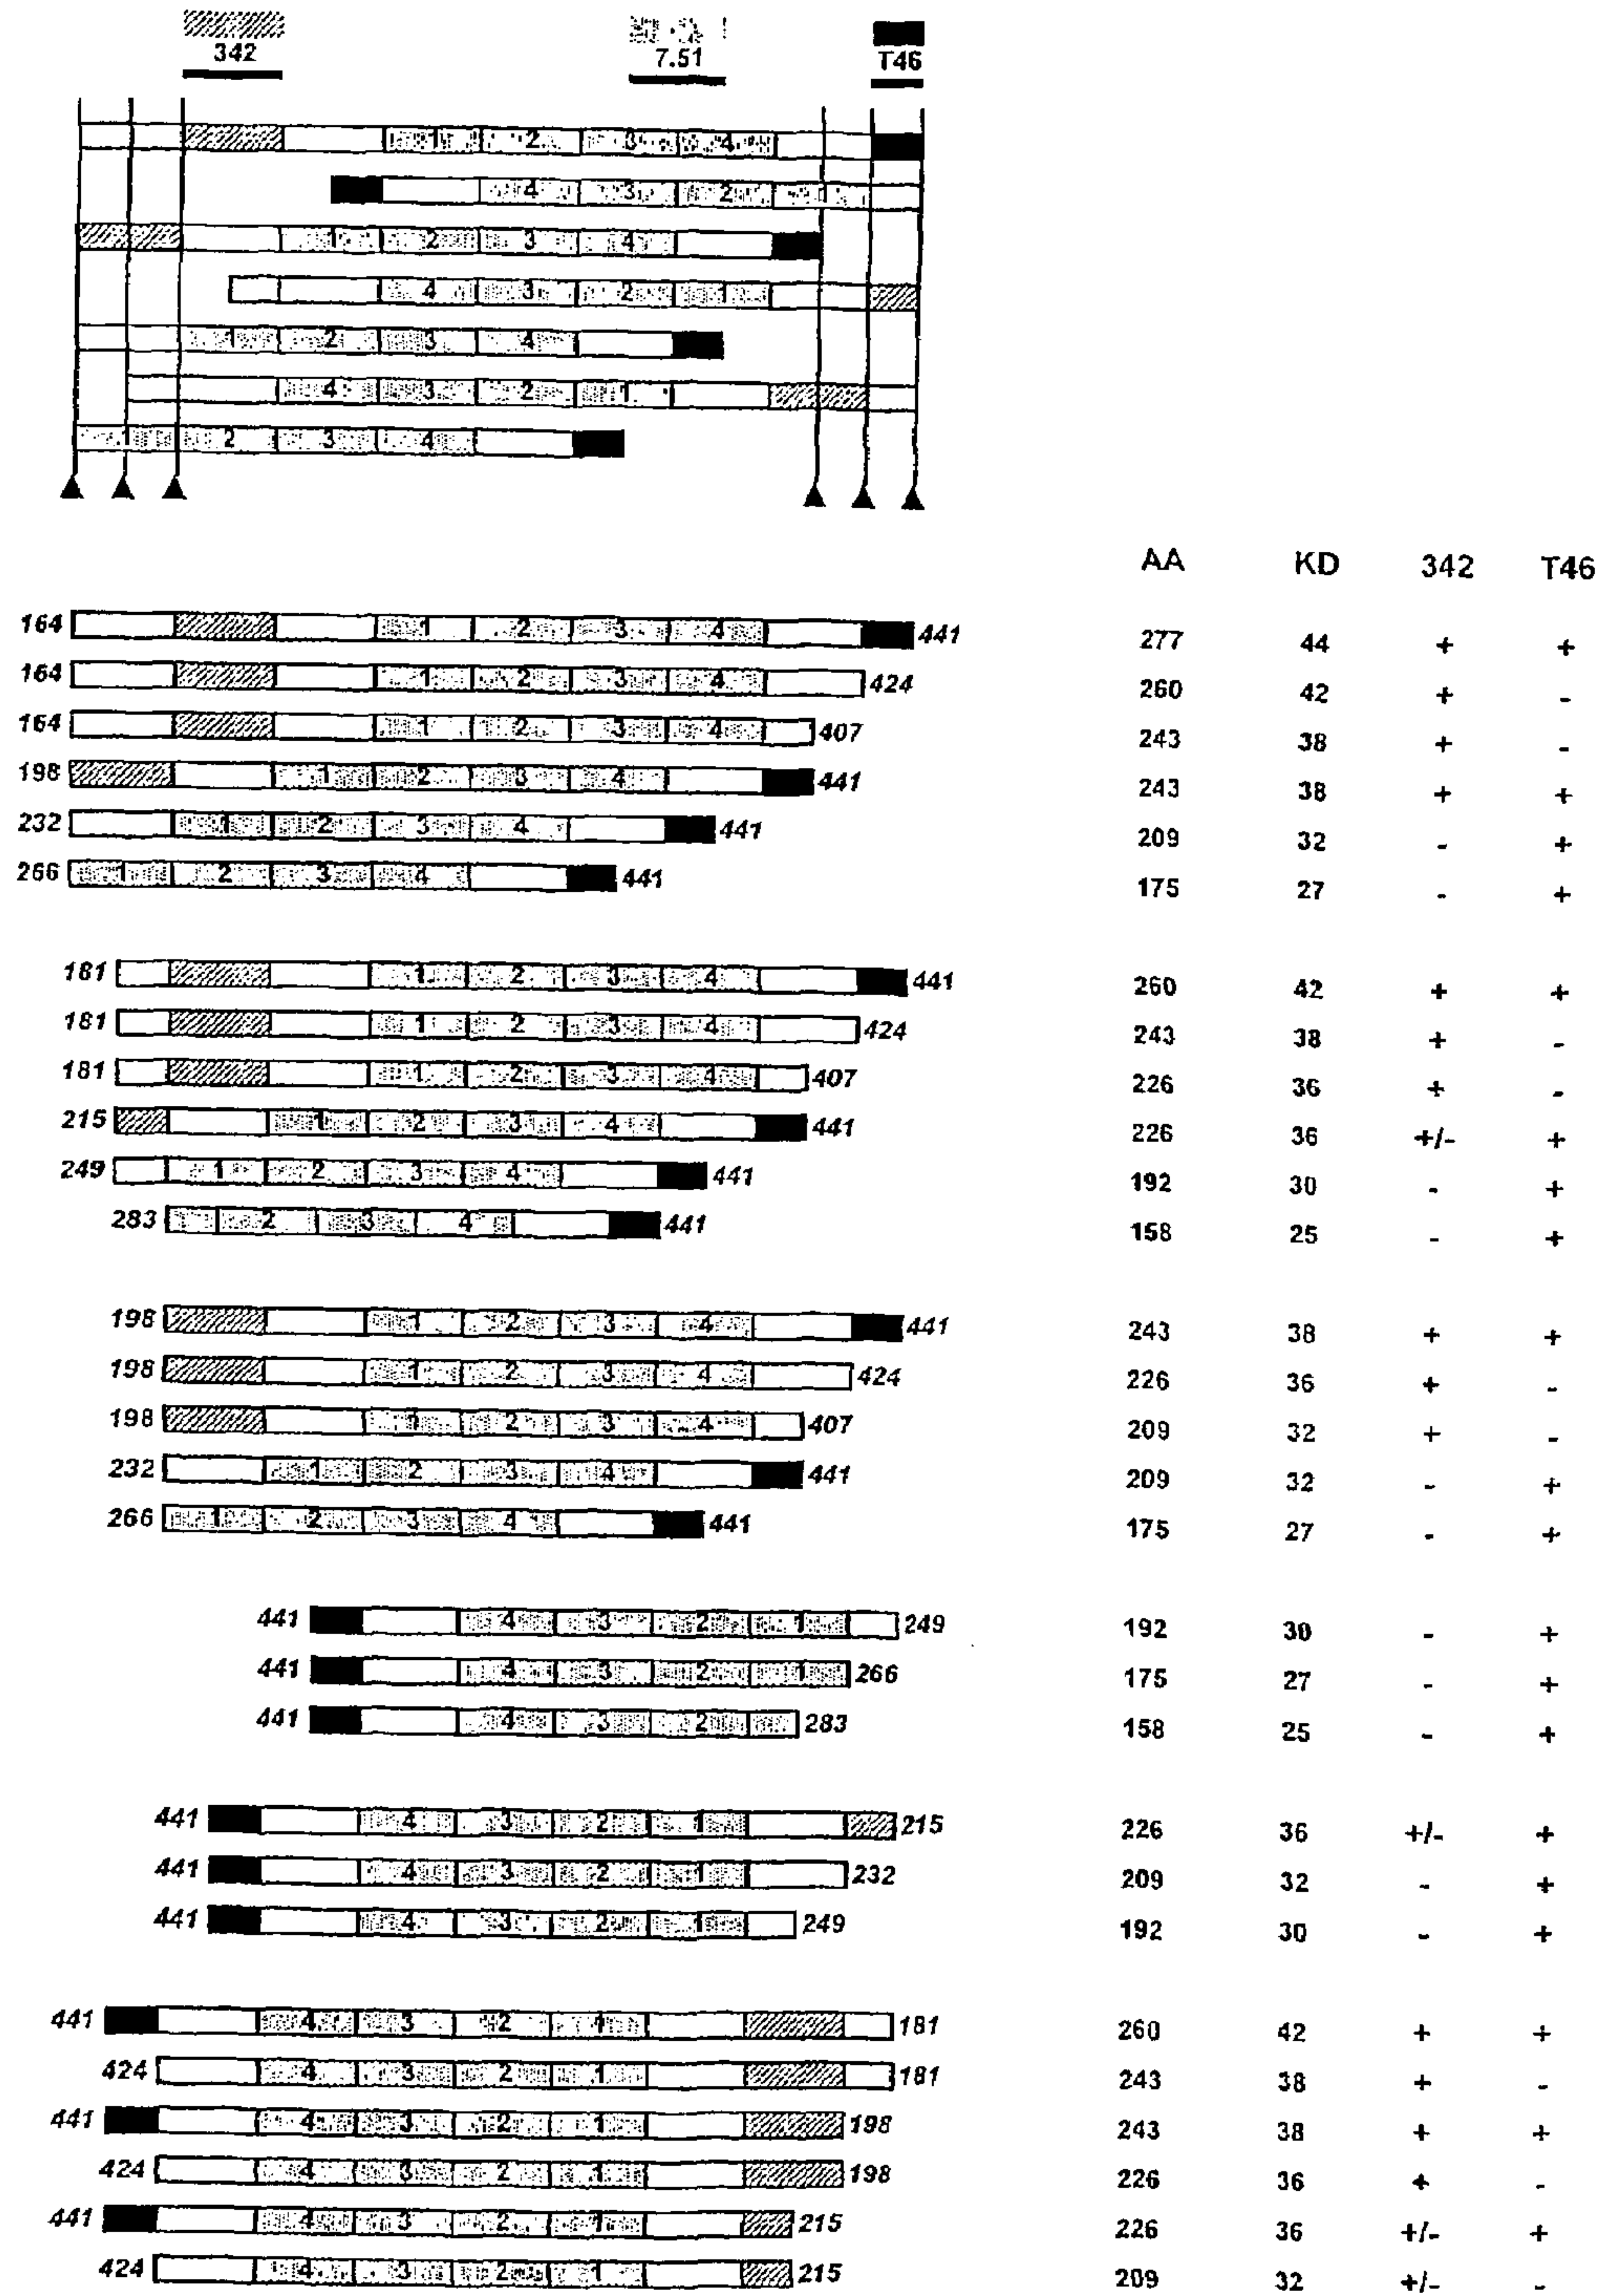 342 7.51 T46
1 2 3 4
4 3 2 1
1 2 3 4
4 3 2 1
1 2 3 4
4 3 2 1
1 2 3 4
AA KD 342 T46
164 1 2 3 4 441 277 44 + +
164 1 2 3 4 424 260 42 + -
164 1 2 3 4 407 243 38 + -
198 1 2 3 4 441 243 38 + +
232 1 2 3 4 441 209 32 - +
266 1 2 3 4 441 175 27 - +
181 1 2 3 4 441 260 42 + +
181 1 2 3 4 424 243 38 + -
181 1 2 3 4 407 226 36 + -
215 1 2 3 4 441 226 36 +/- +
249 1 2 3 4 441 192 30 - +
283 2 3 4 441 158 25 - +
198 1 2 3 4 441 243 38 + +
198 1 2 3 4 424 226 36 + -
198 1 2 3 4 407 209 32 + -
232 1 2 3 4 441 209 32 - +
266 1 2 3 4 441 175 27 - +
441 4 3 2 1 249 192 30 - +
441 4 3 2 1 266 175 27 - +
441 4 3 2 283 158 25 - +
441 4 3 2 1 215 226 36 +/- +
441 4 3 2 1 232 209 32 - +
441 4 3 2 1 249 192 30 - +
441 4 3 2 1 181 260 42 + +
424 4 3 2 1 181 243 38 + -
441 4 3 2 1 198 243 38 + +
424 4 3 2 1 198 226 36 + -
441 4 3 2 1 215 226 36 +/- +
424 4 3 2 1 215 209 32 +/- -